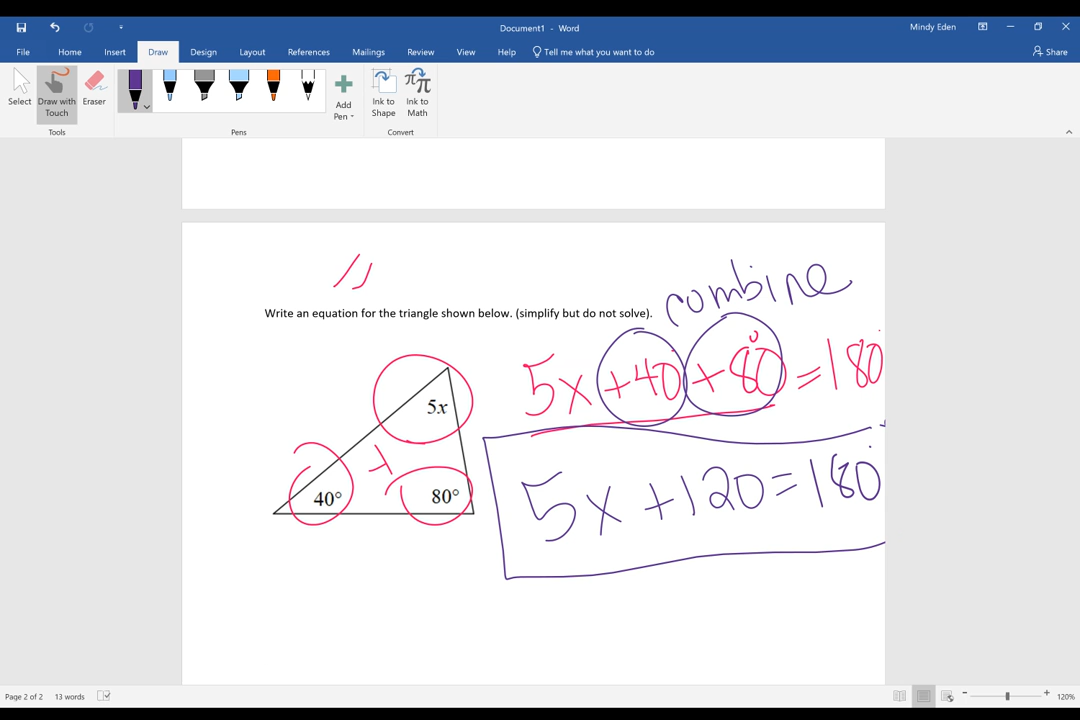 Document1 - Word
Mindy Eden
File Home Insert Draw Design Layout References Mailings Review View Help Tell me what you want to do Share
Select Draw with Touch Eraser Add Pen Ink to Shape Ink to Math
Tools Pens Convert
combine
Write an equation for the triangle shown below. (simplify but do not solve).
5x +40 +80° =180
5x
5x +120=180
40° 80°
Page 2 of 2 13 words 120%